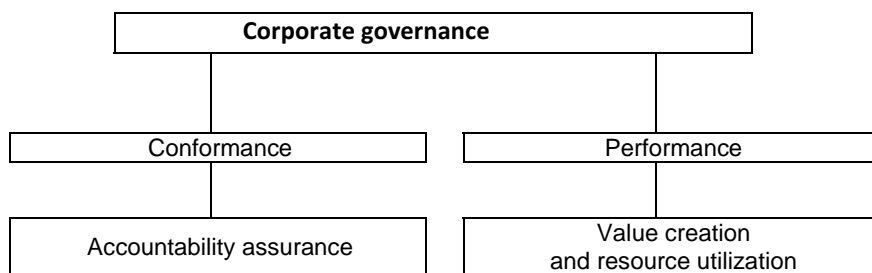 Corporate governance
Conformance
Performance
Accountability assurance
Value creation
and resource utilization